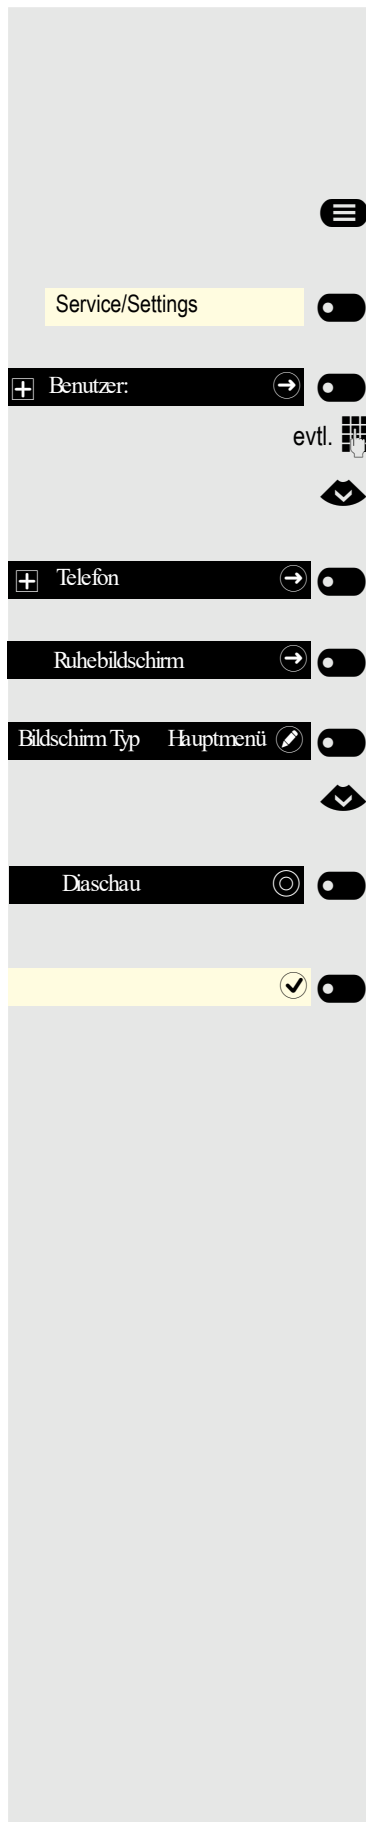 Service/Settings
Benutzer:
evtl.
Telefon
Ruhebildschirm
Bildschirm Typ Hauptmenü
Diaschau